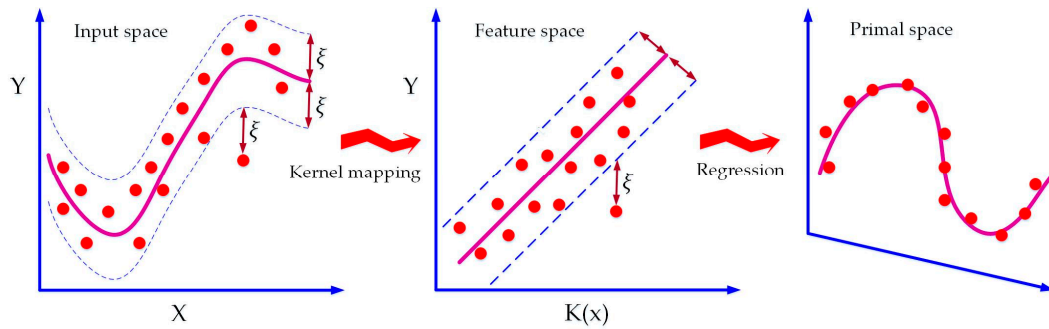 Input space
Y
ξ
ξ
ξ
X
Kernel mapping
Feature space
Y
ξ
K(x)
Regression
Primal space